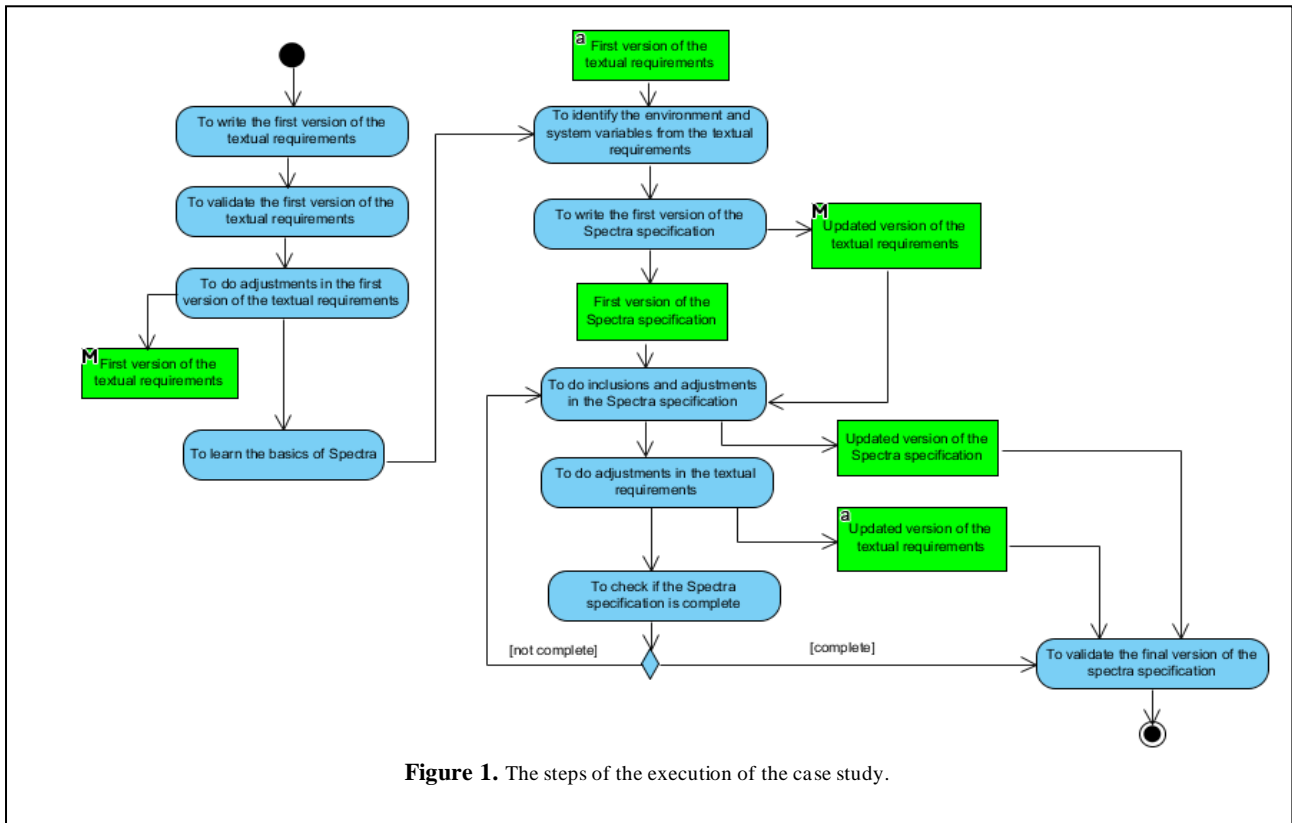 To write the first version of the
textual requirements
To validate the first version of the
textual requirements
To do adjustments in the first
version of the textual requirements
M
First version of the
textual requirements
To learn the basics of Spectra
a
First version of the
textual requirements
To identify the environment and
system variables from the textual
requirements
To write the first version of the
Spectra specification
M
Updated version of the
textual requirements
First version of the
Spectra specification
To do inclusions and adjustments
in the Spectra specification
Updated version of the
Spectra specification
To do adjustments in the textual
requirements
a
Updated version of the
textual requirements
To check if the Spectra
specification is complete
[not complete]
[complete]
To validate the final version of the
spectra specification
Figure 1. The steps of the execution of the case study.